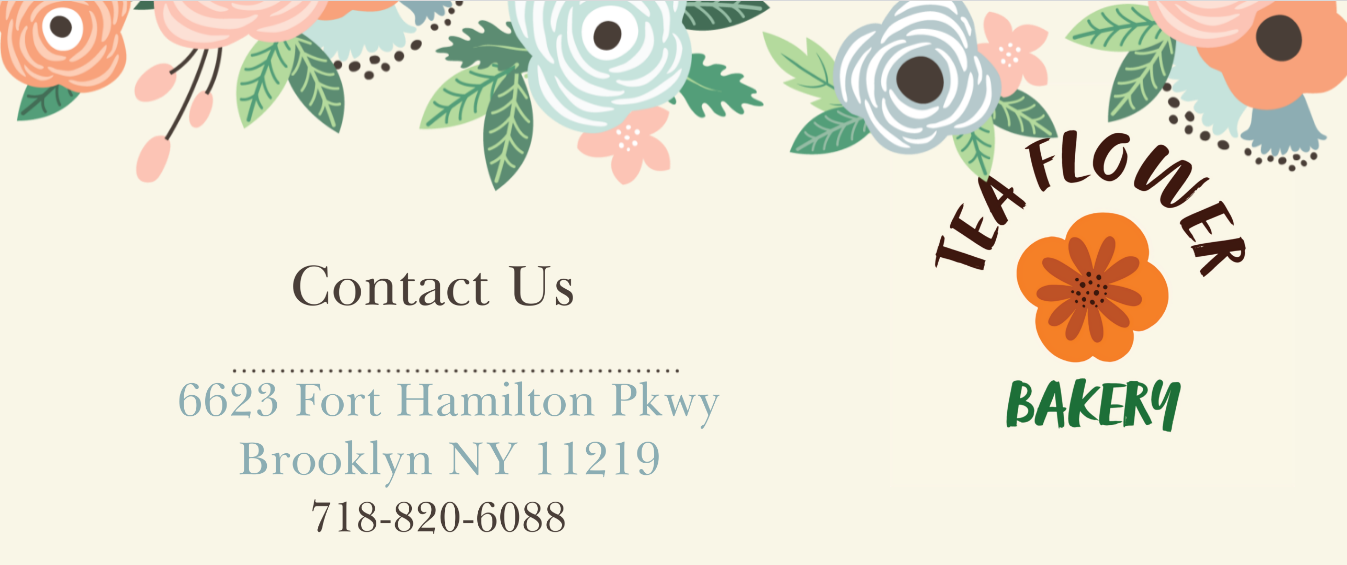 Contact Us
6623 Fort Hamilton Pkwy
Brooklyn NY 11219
718-820-6088
TEA FLOWER
BAKERY